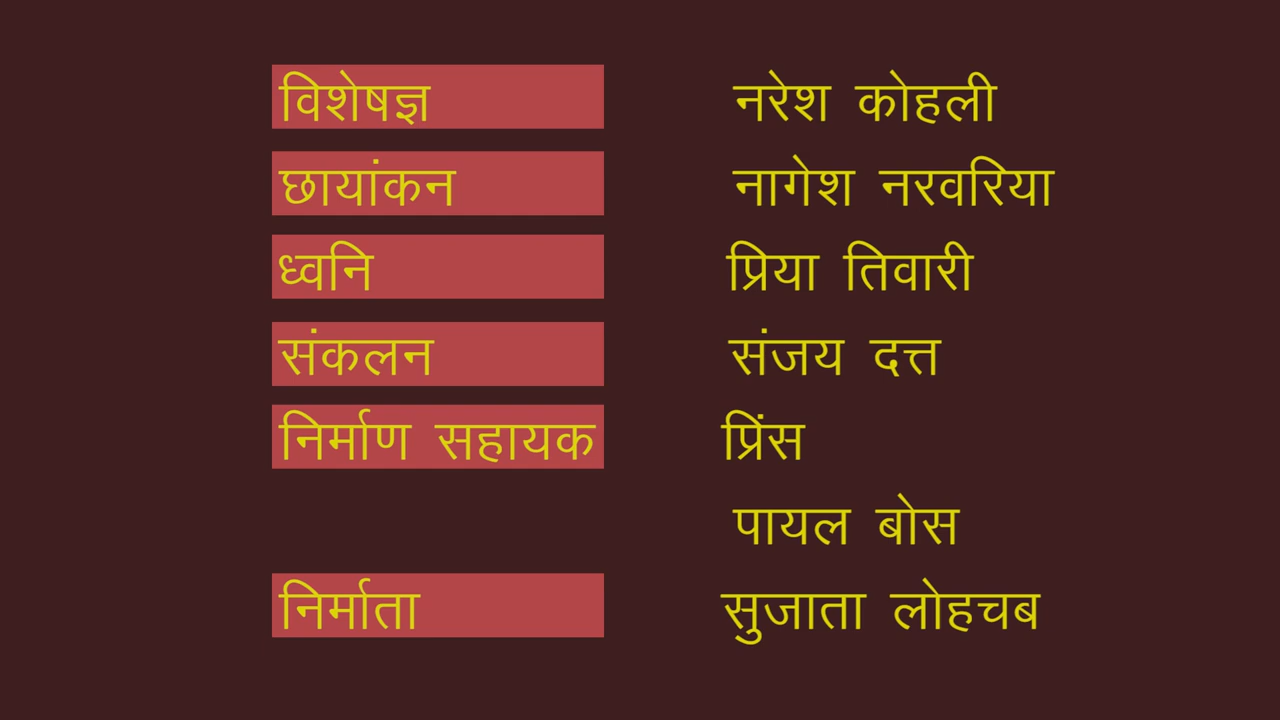 विशेषज्ञ नरेश कोहली
छायांकन नागेश नरवरिया
ध्वनि प्रिया तिवारी
संकलन संजय दत्त
निर्माण सहायक प्रिंस
पायल बोस
निर्माता सुजाता लोहचब